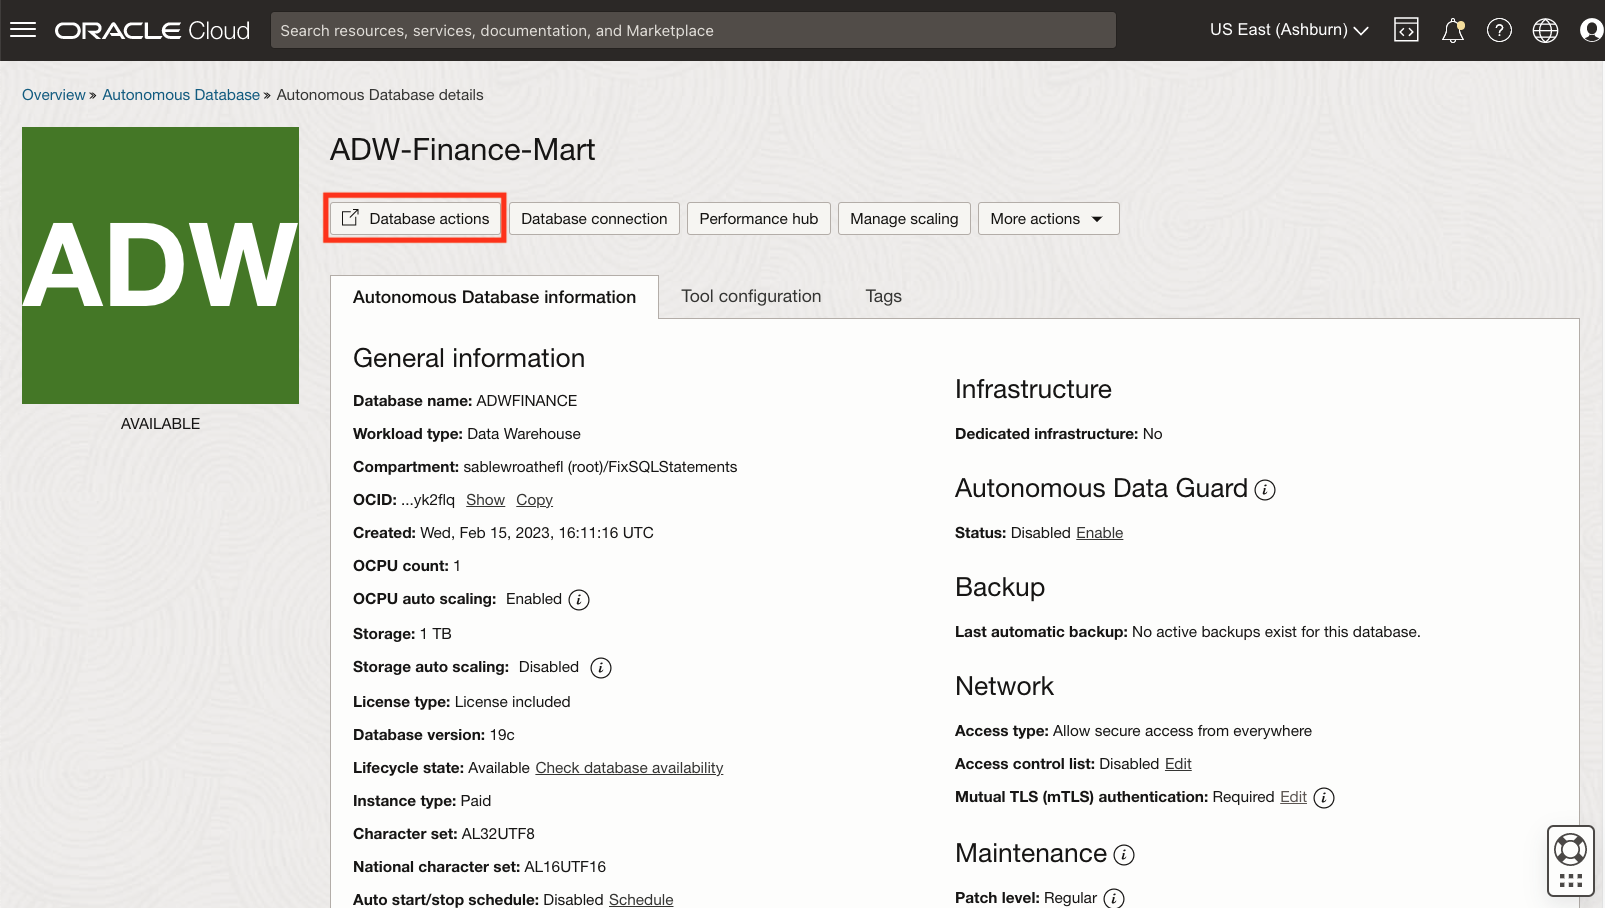 ORACLE Cloud
Search resources, services, documentation, and Marketplace
US East (Ashburn)
Overview » Autonomous Database » Autonomous Database details
ADW
AVAILABLE
ADW-Finance-Mart
Database actions
Database connection
Performance hub
Manage scaling
More actions
Autonomous Database information
Tool configuration
Tags
General information
Database name: ADWFINANCE
Workload type: Data Warehouse
Compartment: sablewroathefl (root)/FixSQLStatements
OCID: ...yk2flq Show Copy
Created: Wed, Feb 15, 2023, 16:11:16 UTC
OCPU count: 1
OCPU auto scaling: Enabled i
Storage: 1 TB
Storage auto scaling: Disabled i
License type: License included
Database version: 19c
Lifecycle state: Available Check database availability
Instance type: Paid
Character set: AL32UTF8
National character set: AL16UTF16
Auto start/stop schedule: Disabled Schedule
Infrastructure
Dedicated infrastructure: No
Autonomous Data Guard i
Status: Disabled Enable
Backup
Last automatic backup: No active backups exist for this database.
Network
Access type: Allow secure access from everywhere
Access control list: Disabled Edit
Mutual TLS (mTLS) authentication: Required Edit i
Maintenance i
Patch level: Regular i